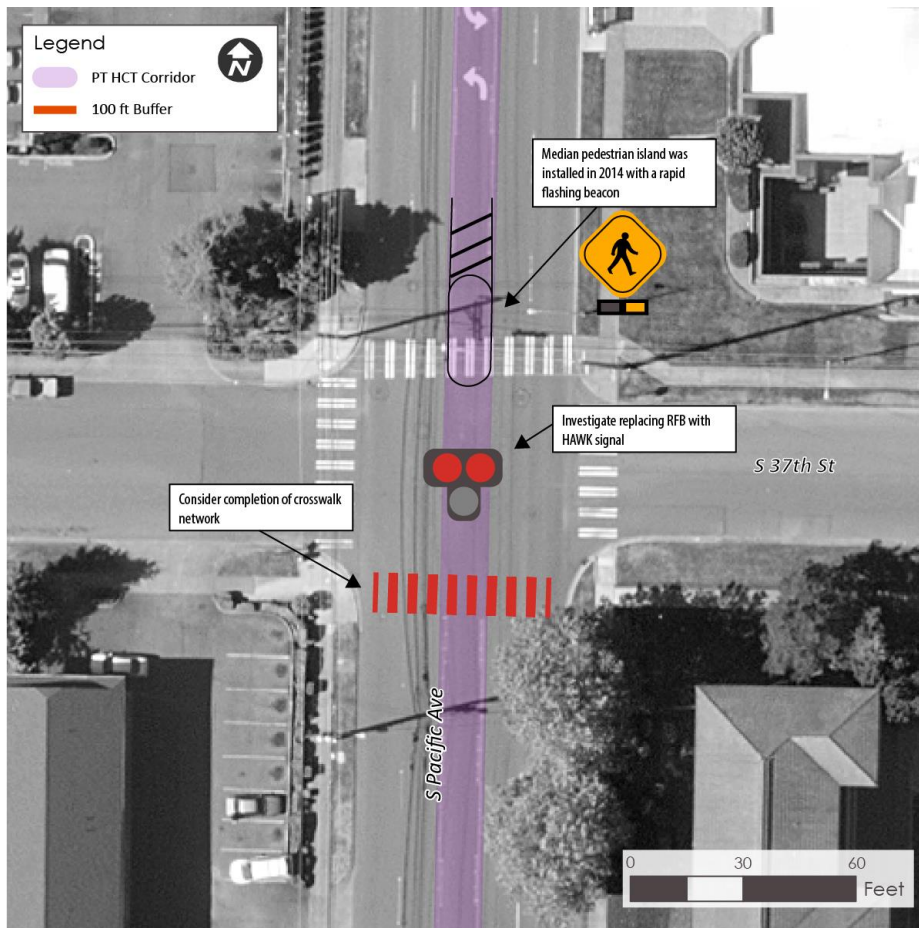 Legend
N
PT HCT Corridor
100 ft Buffer
Median pedestrian island was
installed in 2014 with a rapid
flashing beacon
Investigate replacing RFB with
HAWK signal
S 37th St
Consider completion of crosswalk
network
S Pacific Ave
0 30 60
Feet